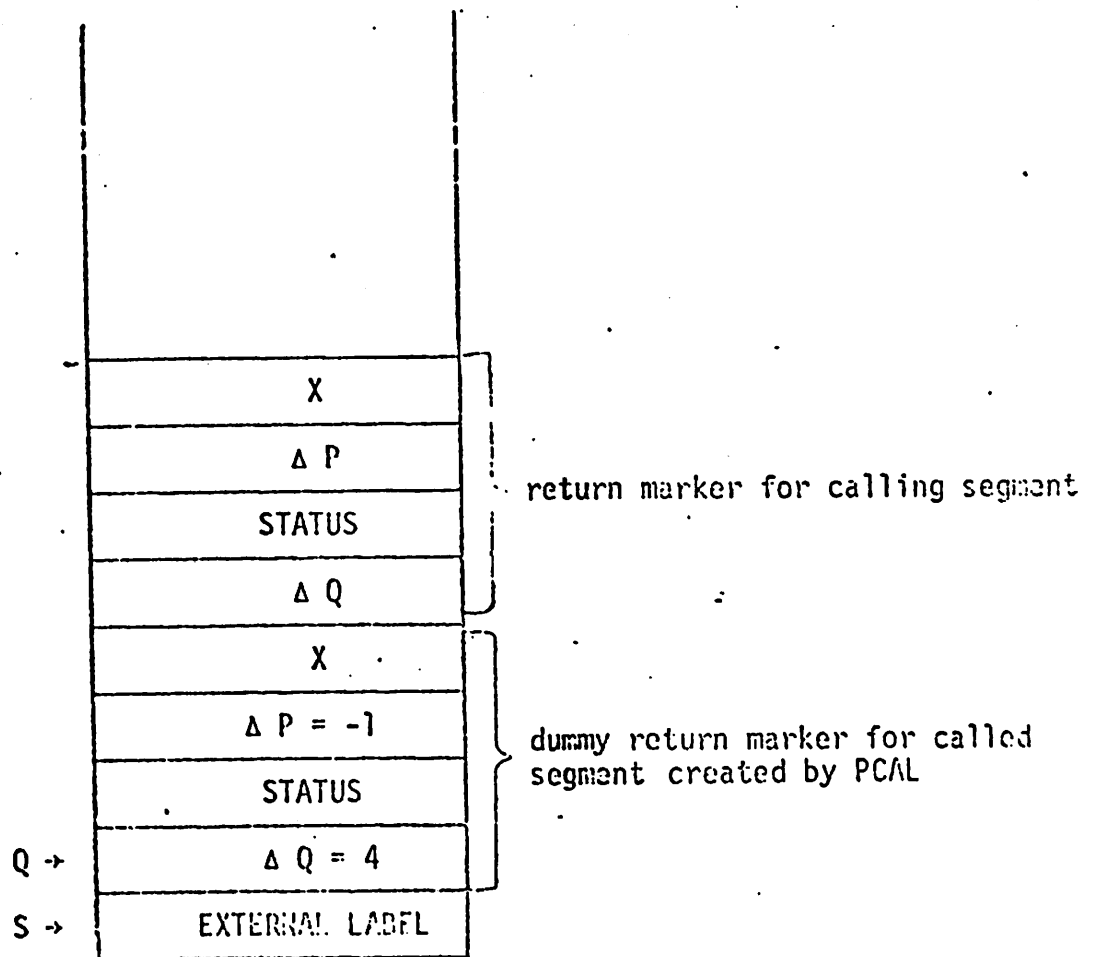 X
Δ P
STATUS
Δ Q
return marker for calling segment
X
Δ P = -1
STATUS
Q → Δ Q = 4
dummy return marker for called
segment created by PCAL
S → EXTERNAL LABEL